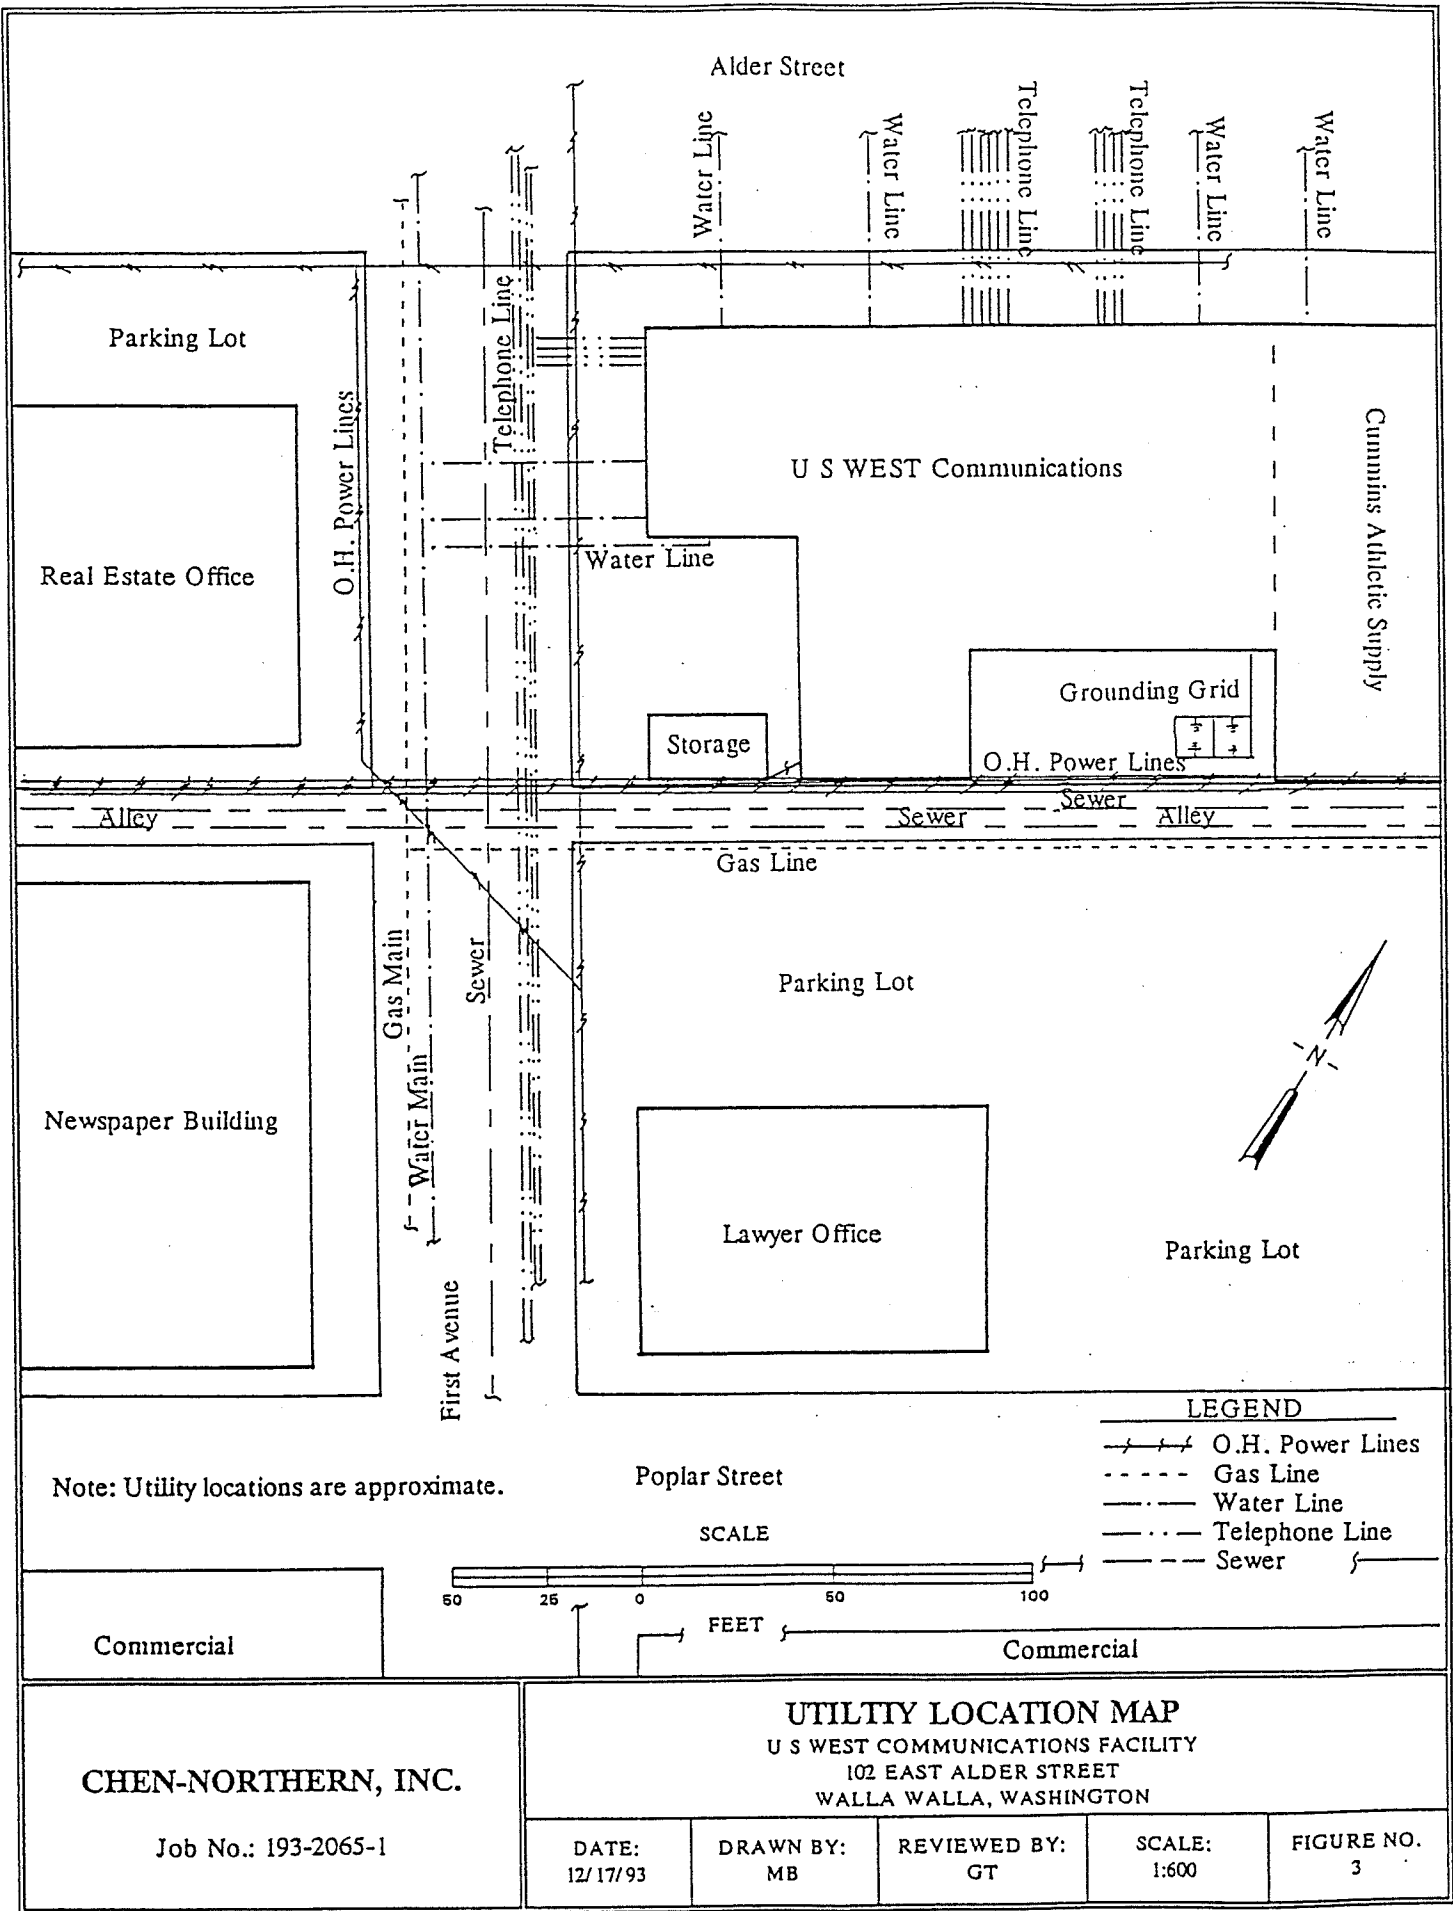 Alder Street
Water Line
Water Line
Telephone Line
Telephone Line
Water Line
Water Line
Telephone Line
Parking Lot
O.H. Power Lines
U S WEST Communications
Cummins Athletic Supply
Real Estate Office
Water Line
Grounding Grid
Storage
O.H. Power Lines
Sewer
Alley
Sewer
Alley
Gas Line
Gas Main
Sewer
Parking Lot
N
Water Main
Newspaper Building
Lawyer Office
Parking Lot
First Avenue
LEGEND
O.H. Power Lines
Gas Line
Water Line
Telephone Line
Sewer
Note: Utility locations are approximate.
Poplar Street
SCALE
50 25 0 50 100
FEET
Commercial
Commercial
CHEN-NORTHERN, INC.
Job No.: 193-2065-1
UTILTIY LOCATION MAP
U S WEST COMMUNICATIONS FACILITY
102 EAST ALDER STREET
WALLA WALLA, WASHINGTON
DATE:
12/17/93
DRAWN BY:
MB
REVIEWED BY:
GT
SCALE:
1:600
FIGURE NO.
3